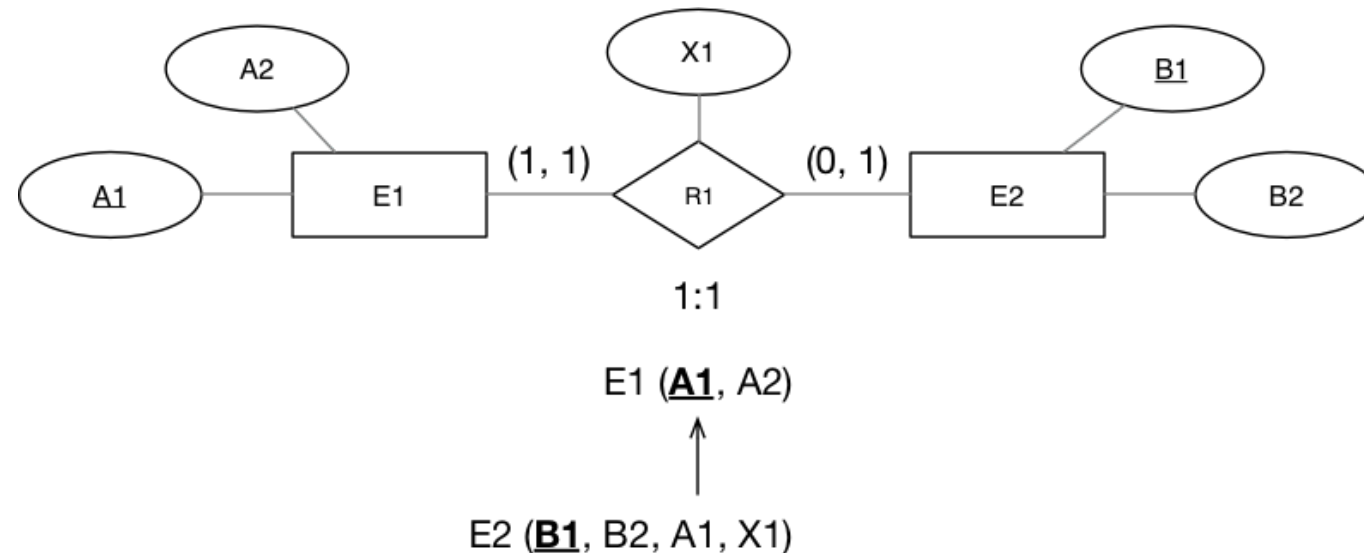 X1
A2
B1
(1, 1)
(0, 1)
A1
E1
R1
E2
B2
1:1
E1 (A1, A2)
E2 (B1, B2, A1, X1)